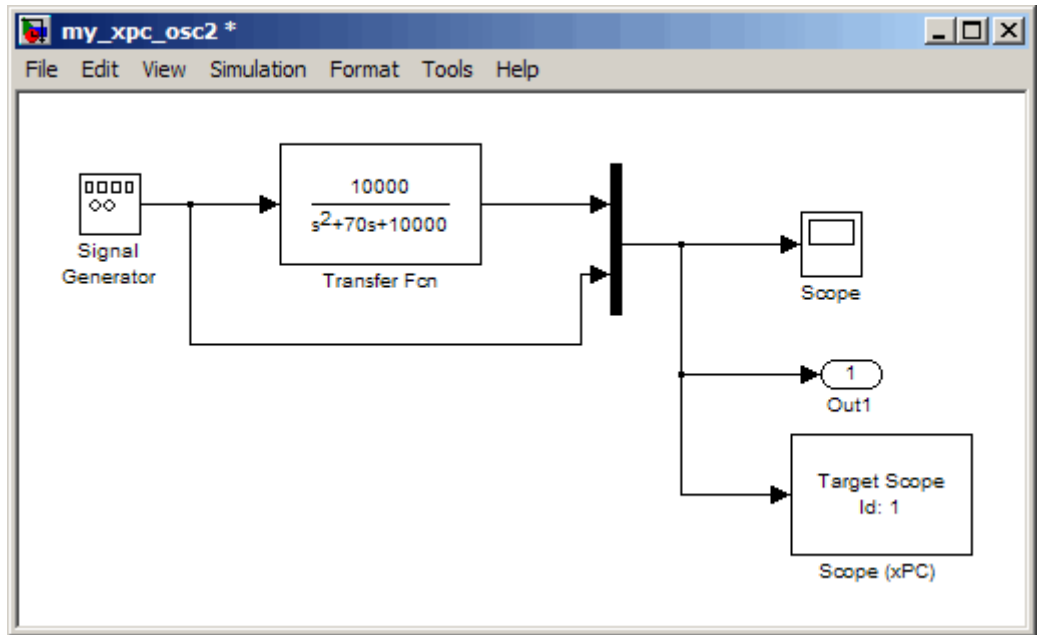 my_xpc_osc2 *
File Edit View Simulation Format Tools Help
Signal
Generator
10000
s²+70s+10000
Transfer Fcn
Scope
1
Out1
Target Scope
Id: 1
Scope (xPC)